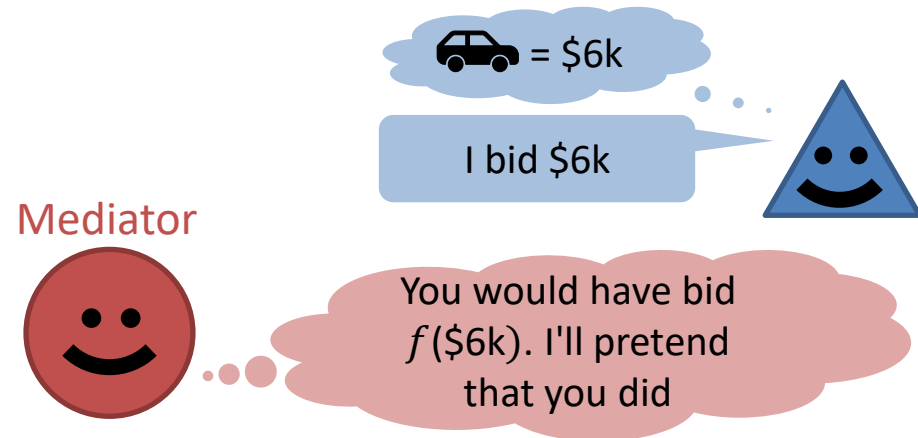 = $6k
I bid $6k
Mediator
You would have bid
𝑓($6k). I'll pretend
that you did